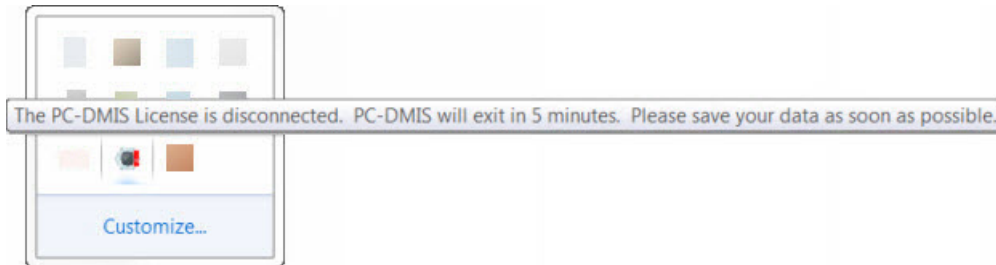 The PC-DMIS License is disconnected. PC-DMIS will exit in 5 minutes. Please save your data as soon as possible.
Customize...